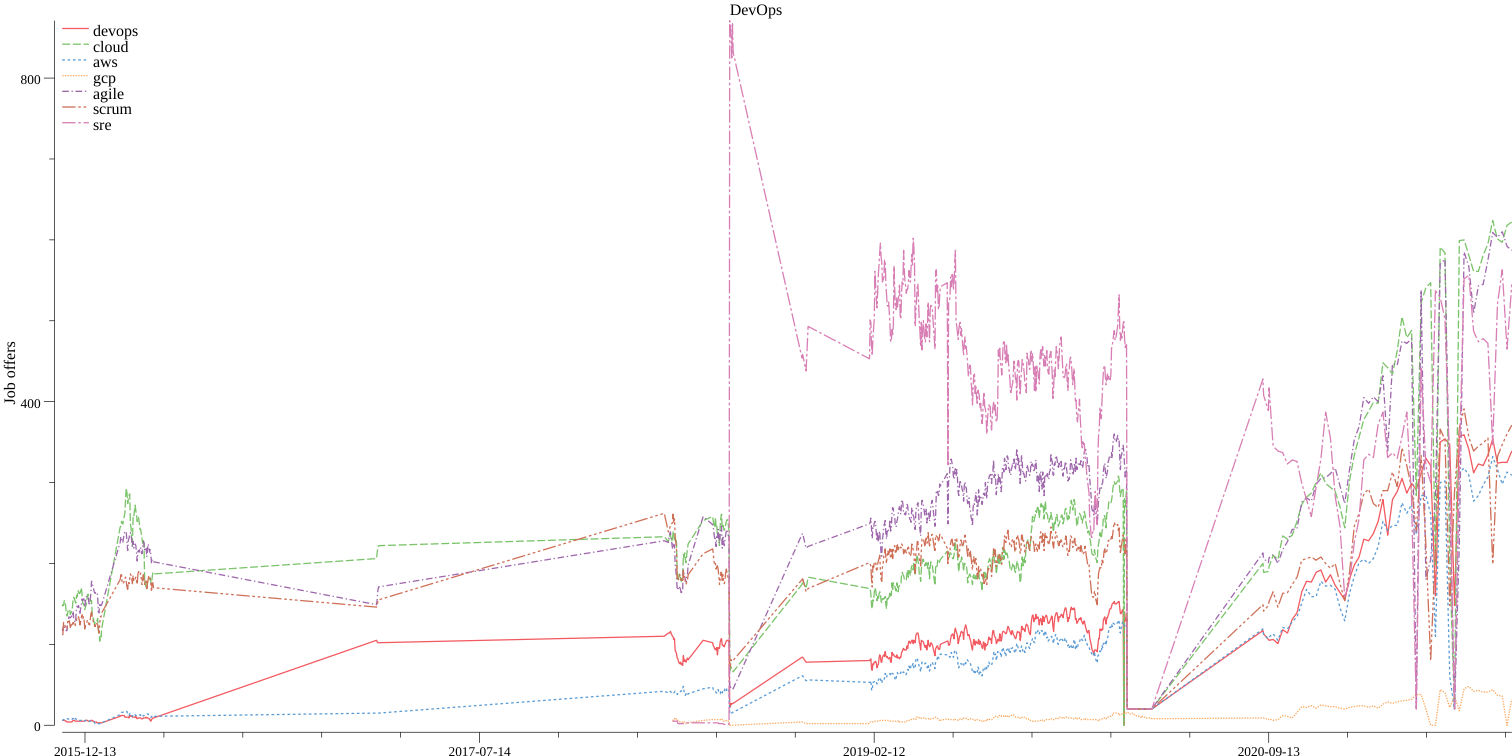 DevOps
devops
cloud
aws
gcp
agile
scrum
sre
800
400
0
Job offers
2015-12-13
2017-07-14
2019-02-12
2020-09-13